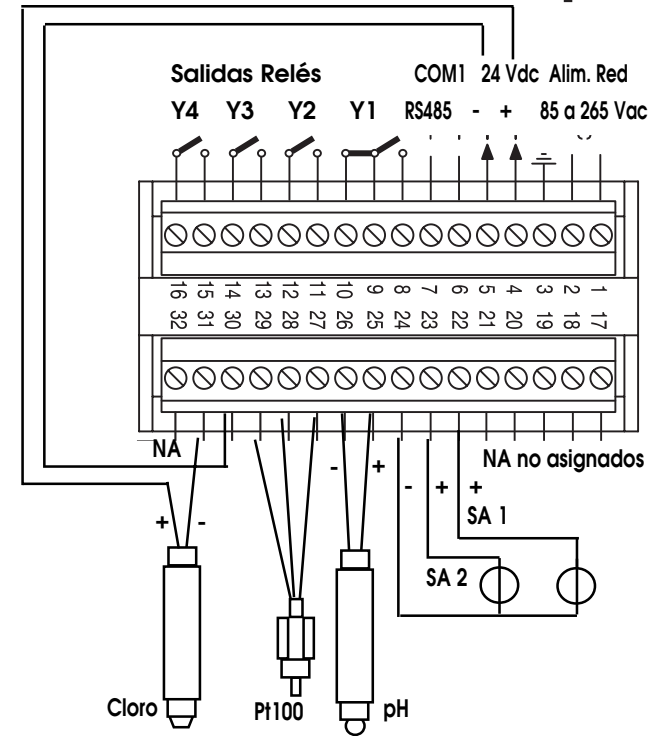 Salidas Relés COM1 24 Vdc Alim. Red
Y4 Y3 Y2 Y1 RS485 - + 85 a 265 Vac
16 15 14 13 12 11 10 9 8 7 6 5 4 3 2 1
32 31 30 29 28 27 26 25 24 23 22 21 20 19 18 17
NA
NA no asignados
- +
- + +
SA 1
+ -
SA 2
Cloro
Pt100
pH